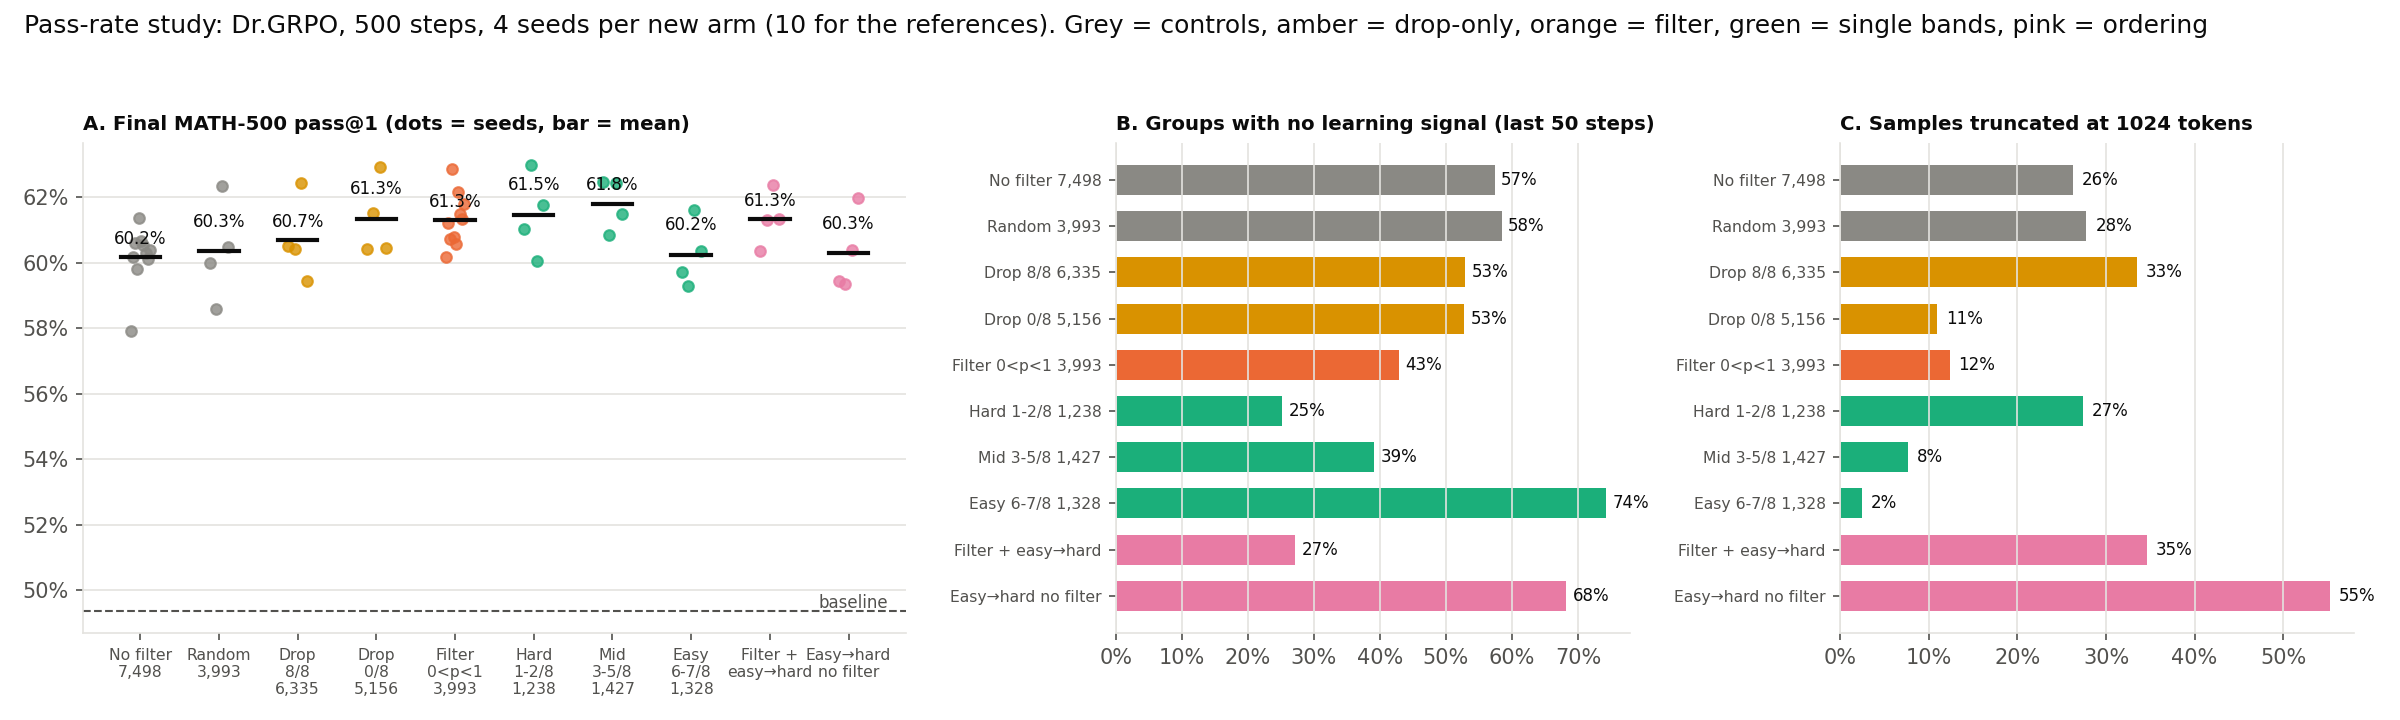 Pass-rate study: Dr.GRPO, 500 steps, 4 seeds per new arm (10 for the references). Grey = controls, amber = drop-only, orange = filter, green = single bands, pink = ordering
A. Final MATH-500 pass@1 (dots = seeds, bar = mean)
62%
60%
58%
56%
54%
52%
50%
60.2%
60.3%
60.7%
61.3%
61.3%
61.5%
61.8%
60.2%
61.3%
60.3%
baseline
No filter
7,498
Random
3,993
Drop
8/8
6,335
Drop
0/8
5,156
Filter
0<p<1
3,993
Hard
1-2/8
1,238
Mid
3-5/8
1,427
Easy
6-7/8
1,328
Filter +
easy→hard
Easy→hard
no filter
B. Groups with no learning signal (last 50 steps)
No filter 7,498 57%
Random 3,993 58%
Drop 8/8 6,335 53%
Drop 0/8 5,156 53%
Filter 0<p<1 3,993 43%
Hard 1-2/8 1,238 25%
Mid 3-5/8 1,427 39%
Easy 6-7/8 1,328 74%
Filter + easy→hard 27%
Easy→hard no filter 68%
0% 10% 20% 30% 40% 50% 60% 70%
C. Samples truncated at 1024 tokens
No filter 7,498 26%
Random 3,993 28%
Drop 8/8 6,335 33%
Drop 0/8 5,156 11%
Filter 0<p<1 3,993 12%
Hard 1-2/8 1,238 27%
Mid 3-5/8 1,427 8%
Easy 6-7/8 1,328 2%
Filter + easy→hard 35%
Easy→hard no filter 55%
0% 10% 20% 30% 40% 50%